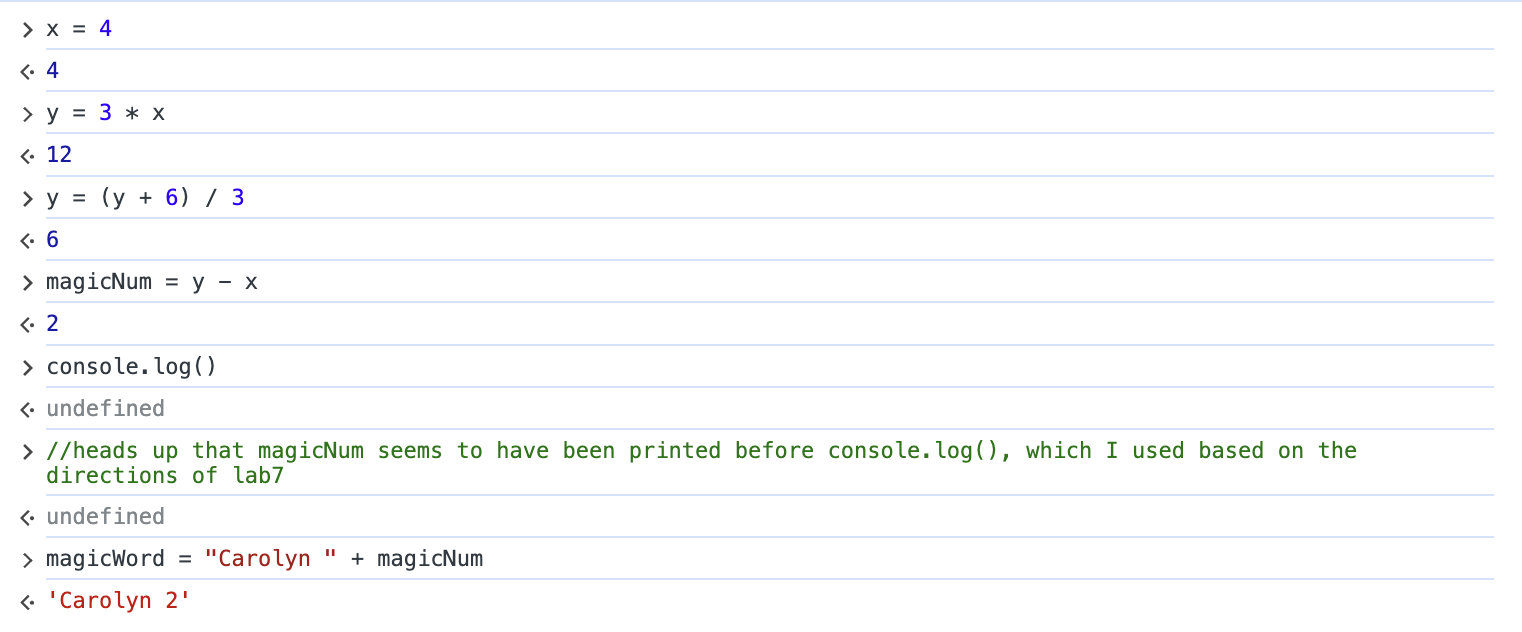 > x = 4
<· 4
> y = 3 * x
<· 12
> y = (y + 6) / 3
<· 6
> magicNum = y - x
<· 2
> console.log()
<· undefined
> //heads up that magicNum seems to have been printed before console.log(), which I used based on the
directions of lab7
<· undefined
> magicWord = "Carolyn " + magicNum
<· 'Carolyn 2'